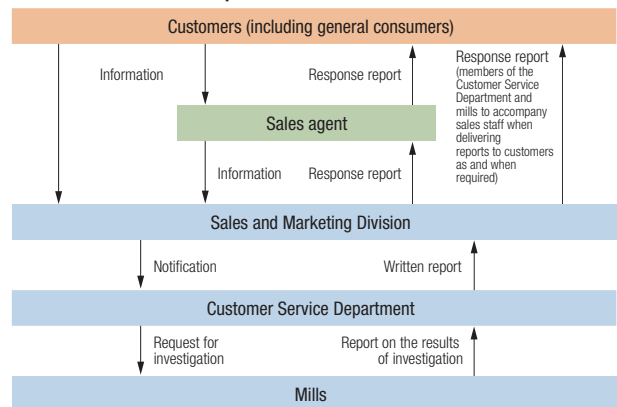 Customers (including general consumers)
Information
Response report
Response report
(members of the
Customer Service
Department and
mills to accompany
sales staff when
delivering
reports to customers
as and when
required)
Sales agent
Information
Response report
Sales and Marketing Division
Notification
Written report
Customer Service Department
Request for
investigation
Report on the results
of investigation
Mills